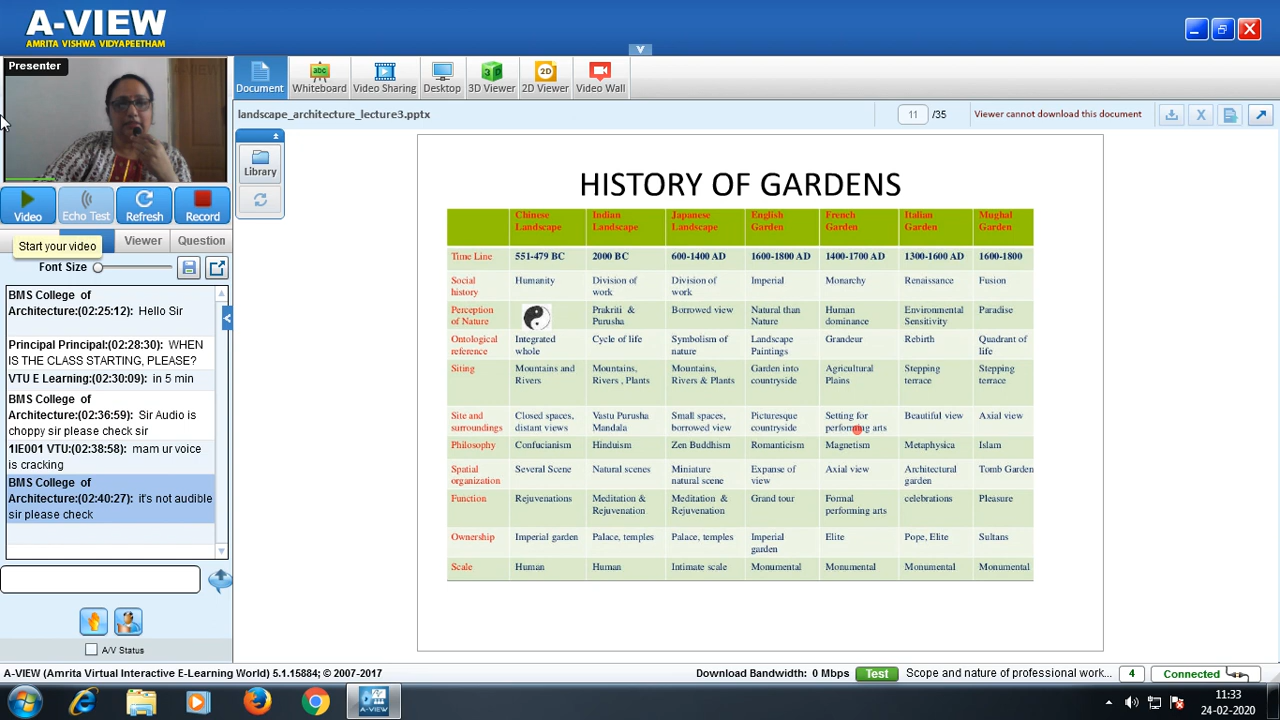 A-VIEW
AMRITA VISHWA VIDYAPEETHAM
Presenter
Document
Whiteboard
Video Sharing
Desktop
3D Viewer
2D Viewer
Video Wall
landscape_architecture_lecture3.pptx
11 /35
Viewer cannot download this document
Library
Video
Echo Test
Refresh
Record
Start your video
Viewer
Question
Font Size
BMS College of
Architecture:(02:25:12) Hello Sir
Principal Principal:(02:28:30) WHEN
IS THE CLASS STARTING, PLEASE?
VTU E Learning:(02:30:09) in 5 min
BMS College of
Architecture:(02:36:59) Sir Audio is
choppy sir please check sir
1IE001 VTU:(02:38:58) mam ur voice
is cracking
BMS College of
Architecture:(02:40:27) it's not audible
sir please check
A/V Status
HISTORY OF GARDENS
Chinese Landscape Indian Landscape Japanese Landscape English Garden French Garden Italian Garden Mughal Garden
Time Line 551-479 BC 2000 BC 600-1400 AD 1600-1800 AD 1400-1700 AD 1300-1600 AD 1600-1800
Social history Humanity Division of work Division of work Imperial Monarchy Renaissance Fusion
Perception of Nature Prakriti & Purusha Borrowed view Natural than Nature Human dominance Environmental Sensitivity Paradise
Ontological reference Integrated whole Cycle of life Symbolism of nature Landscape Paintings Grandeur Rebirth Quadrant of life
Siting Mountains and Rivers Mountains, Rivers , Plants Mountains, Rivers & Plants Garden into countryside Agricultural Plains Stepping terrace Stepping terrace
Site and surroundings Closed spaces, distant views Vastu Purusha Mandala Small spaces, borrowed view Picturesque countryside Setting for performing arts Beautiful view Axial view
Philosophy Confucianism Hinduism Zen Buddhism Romanticism Magnetism Metaphysica Islam
Spatial organization Several Scene Natural scenes Miniature natural scene Expanse of view Axial view Architectural garden Tomb Garden
Function Rejuvenations Meditation & Rejuvenation Meditation & Rejuvenation Grand tour Formal performing arts celebrations Pleasure
Ownership Imperial garden Palace, temples Palace, temples Imperial garden Elite Pope, Elite Sultans
Scale Human Human Intimate scale Monumental Monumental Monumental Monumental
A-VIEW (Amrita Virtual Interactive E-Learning World) 5.1.15884; © 2007-2017
Download Bandwidth: 0 Mbps
Test
Scope and nature of professional work...
4
Connected
11:33
24-02-2020